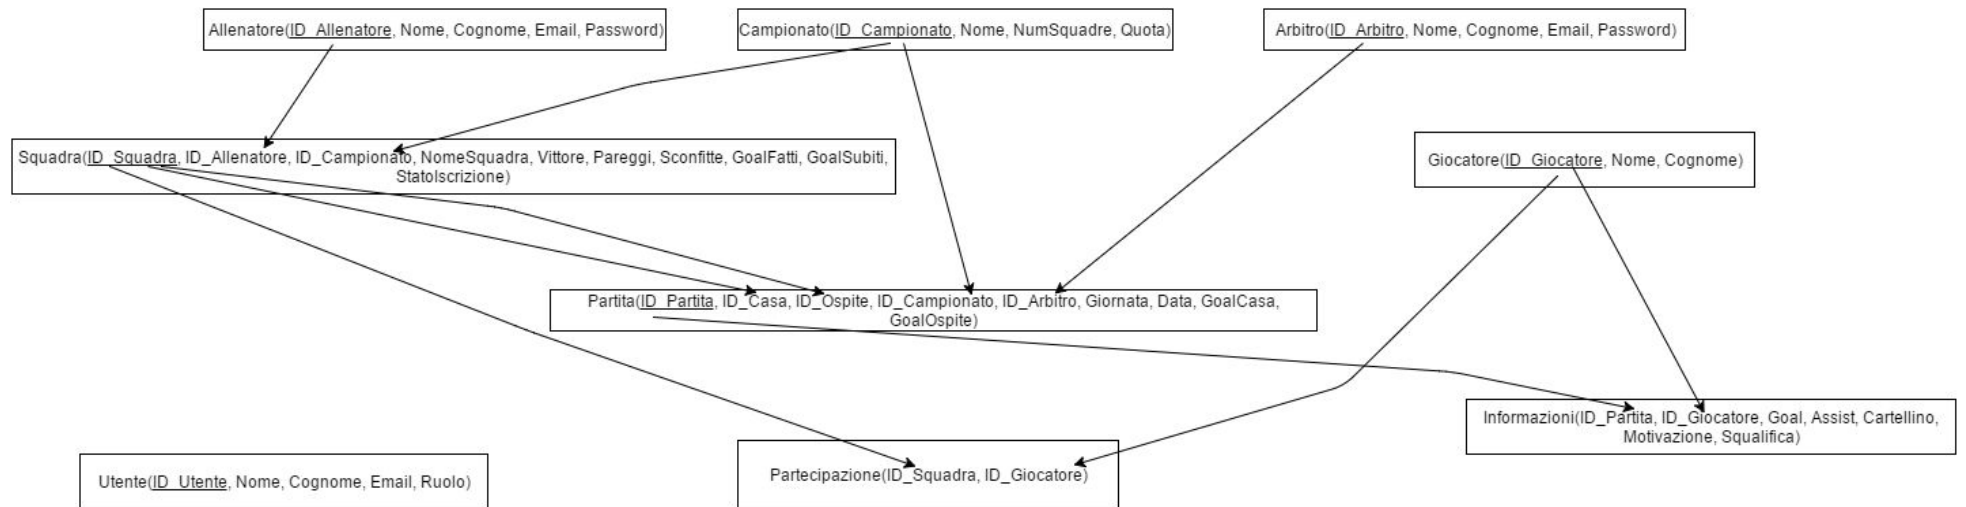 Allenatore(ID_Allenatore, Nome, Cognome, Email, Password)
Campionato(ID_Campionato, Nome, NumSquadre, Quota)
Arbitro(ID_Arbitro, Nome, Cognome, Email, Password)
Squadra(ID_Squadra, ID_Allenatore, ID_Campionato, NomeSquadra, Vittore, Pareggi, Sconfitte, GoalFatti, GoalSubiti,
StatoIscrizione)
Giocatore(ID_Giocatore, Nome, Cognome)
Partita(ID_Partita, ID_Casa, ID_Ospite, ID_Campionato, ID_Arbitro, Giornata, Data, GoalCasa,
GoalOspite)
Informazioni(ID_Partita, ID_Giocatore, Goal, Assist, Cartellino,
Motivazione, Squalifica)
Partecipazione(ID_Squadra, ID_Giocatore)
Utente(ID_Utente, Nome, Cognome, Email, Ruolo)